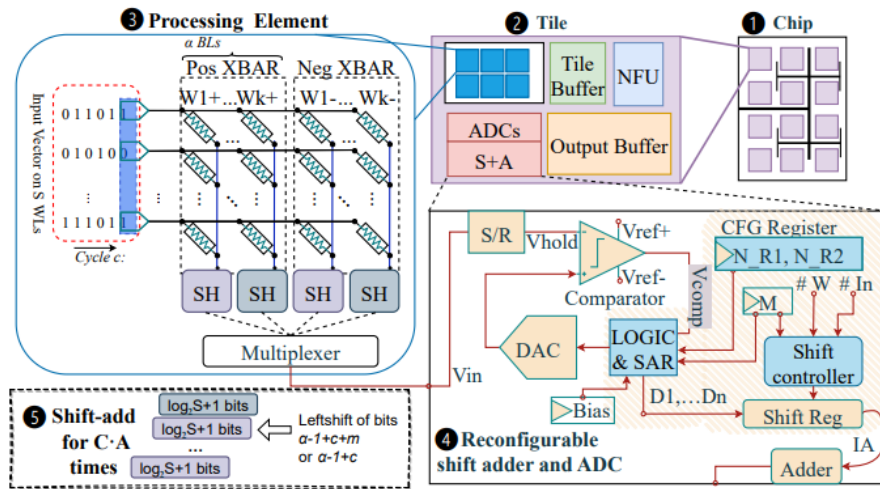 ❸ Processing Element
α BLs
Pos XBAR
Neg XBAR
W1+...Wk+
W1-... Wk-
Input Vector on S WLs
0 1 1 0 1 1
0 1 0 1 0 0
...
1 1 1 0 1 1
Cycle c:
... ...
... ...
SH
SH
SH
SH
Multiplexer
❷ Tile
Tile
Buffer
NFU
ADCs
S+A
Output Buffer
❶ Chip
S/R
Vhold
Vref+
Vref-
Comparator
Vcomp
CFG Register
N_R1, N_R2
# W
# In
M
DAC
LOGIC
& SAR
Shift
controller
Vin
Bias
D1,...Dn
Shift Reg
IA
Adder
❹ Reconfigurable
shift adder and ADC
❺ Shift-add
for C·A
times
log₂S+1 bits
log₂S+1 bits
...
log₂S+1 bits
Leftshift of bits
α-1+c+m
or α-1+c